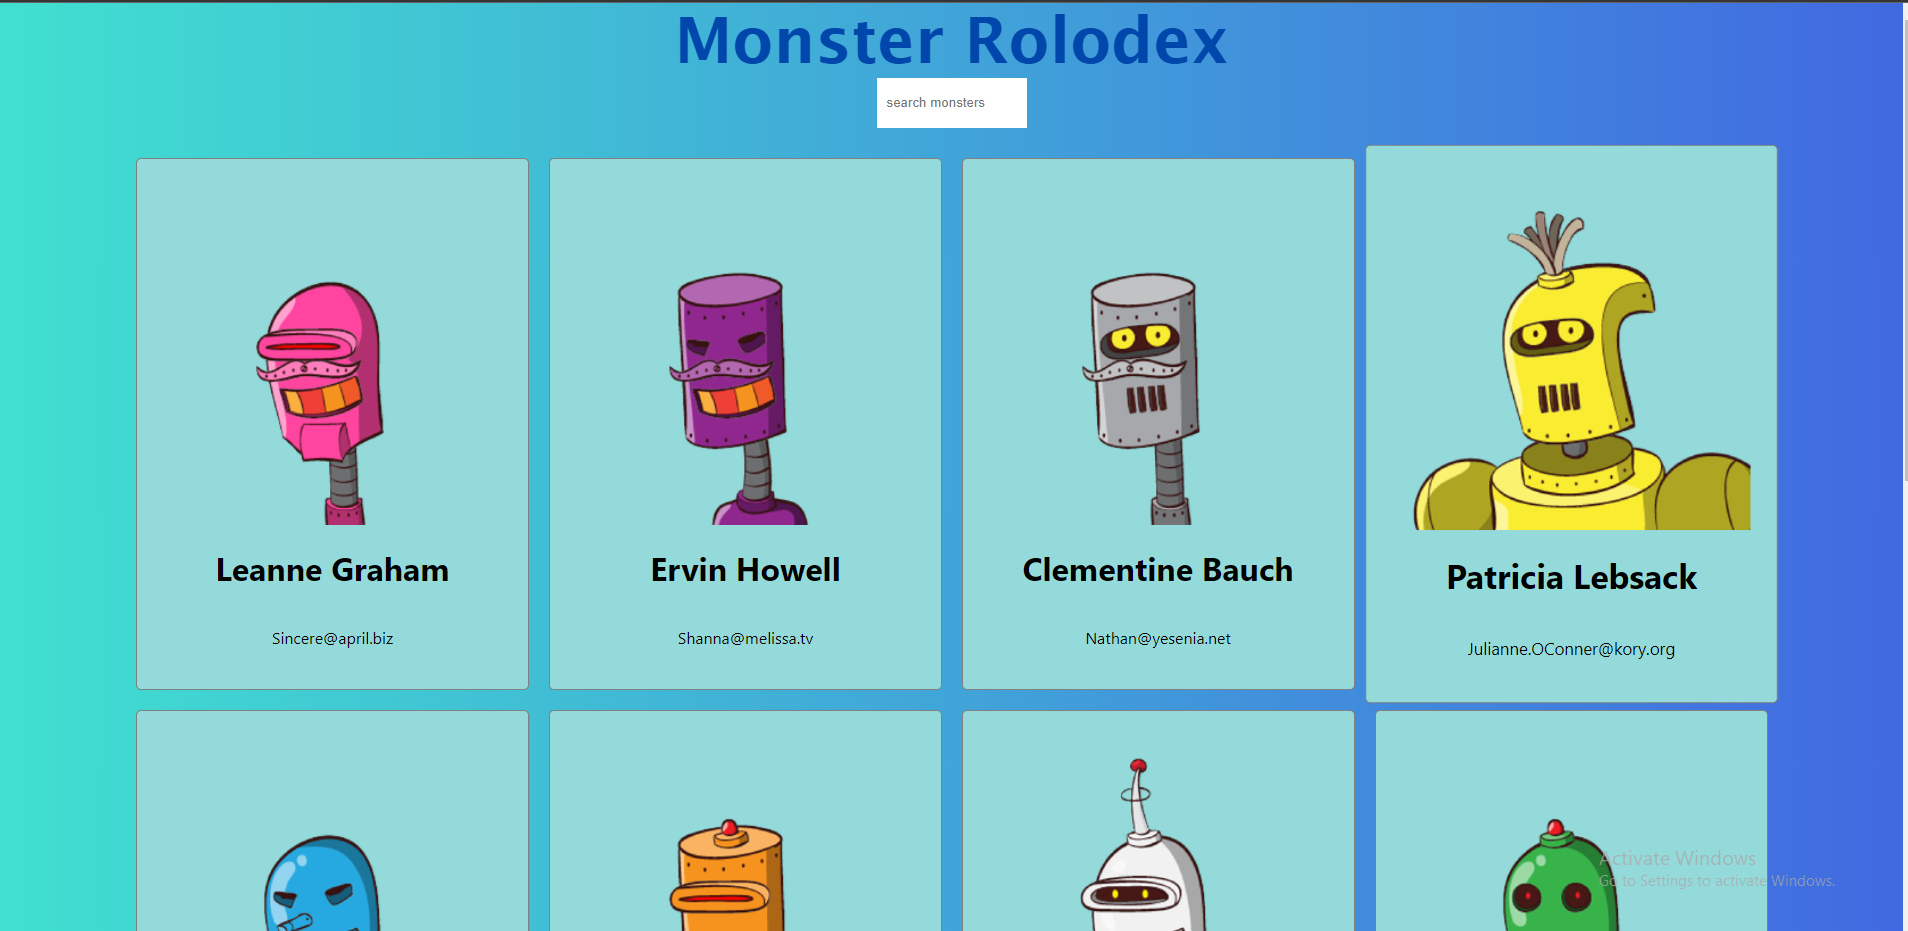 Monster Rolodex
search monsters
Leanne Graham
Sincere@april.biz
Ervin Howell
Shanna@melissa.tv
Clementine Bauch
Nathan@yesenia.net
Patricia Lebsack
Julianne.OConner@kory.org
Activate Windows
Go to Settings to activate Windows.